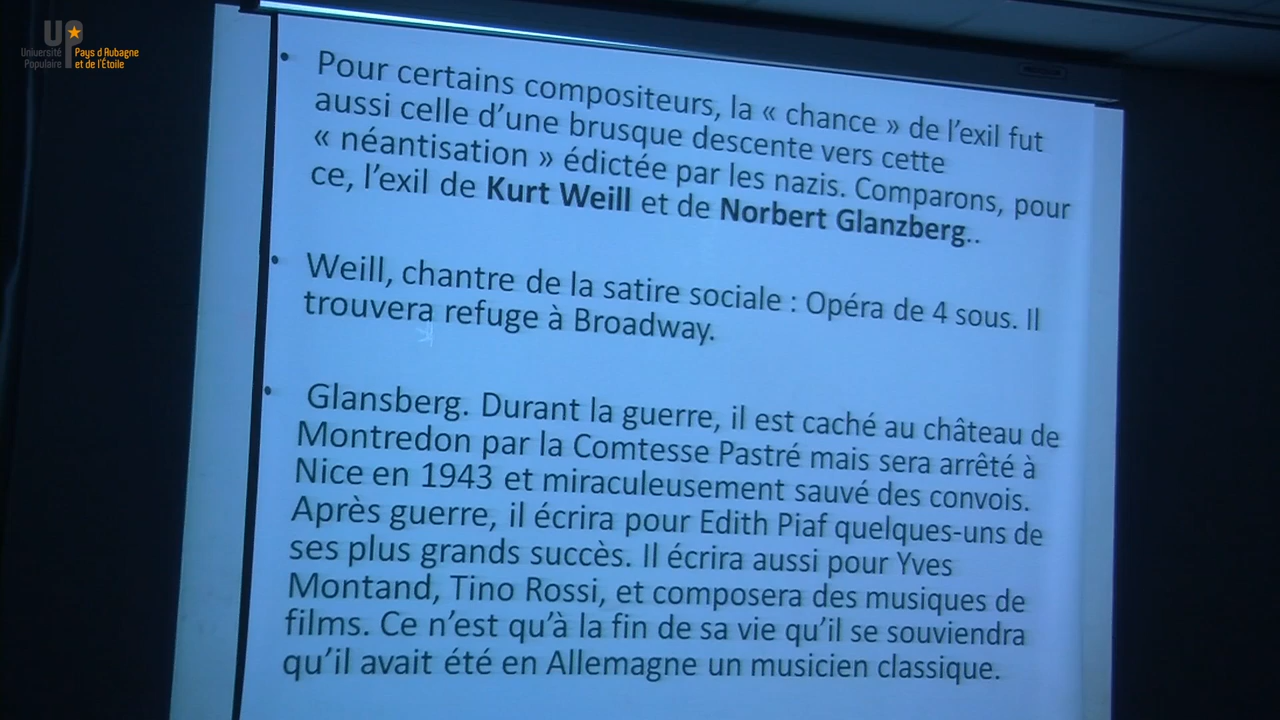 UP
Université Populaire
Pays d'Aubagne et de l'Étoile
• Pour certains compositeurs, la « chance » de l'exil fut
aussi celle d'une brusque descente vers cette
« néantisation » édictée par les nazis. Comparons, pour
ce, l'exil de Kurt Weill et de Norbert Glanzberg..
• Weill, chantre de la satire sociale : Opéra de 4 sous. Il
trouvera refuge à Broadway.
• Glansberg. Durant la guerre, il est caché au château de
Montredon par la Comtesse Pastré mais sera arrêté à
Nice en 1943 et miraculeusement sauvé des convois.
Après guerre, il écrira pour Edith Piaf quelques-uns de
ses plus grands succès. Il écrira aussi pour Yves
Montand, Tino Rossi, et composera des musiques de
films. Ce n'est qu'à la fin de sa vie qu'il se souviendra
qu'il avait été en Allemagne un musicien classique.